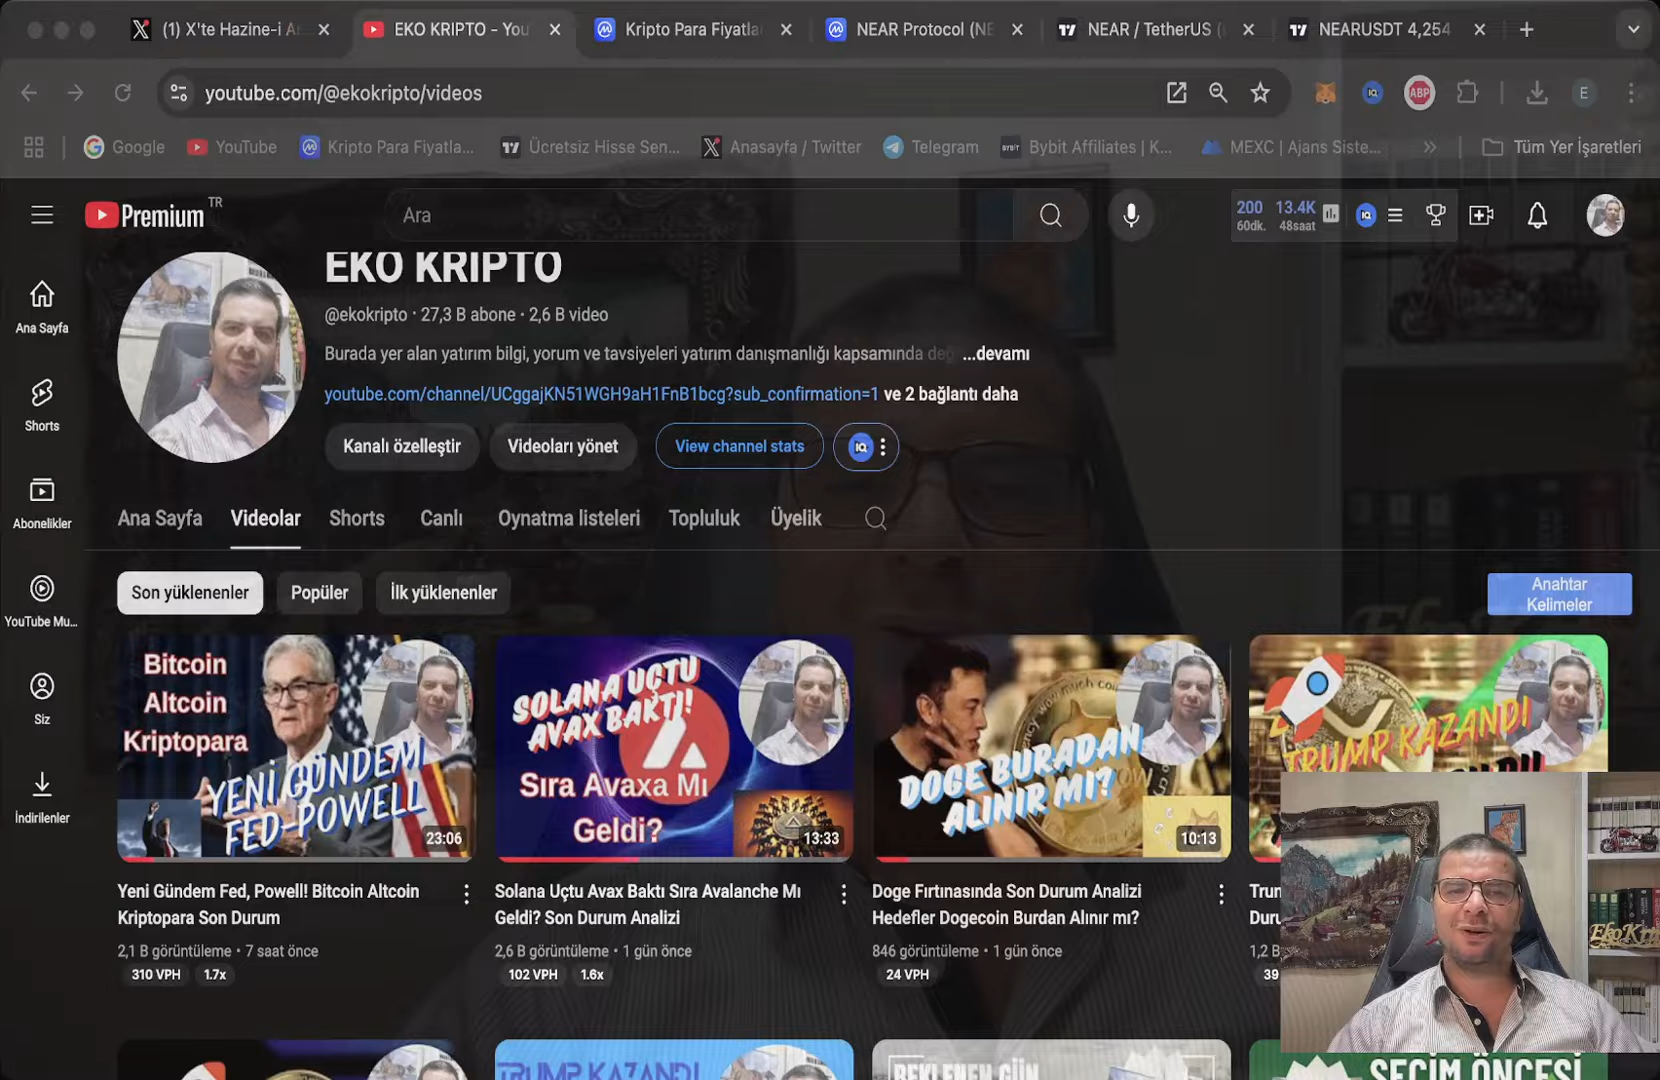 (1) X'te Hazine-i A
EKO KRIPTO - You
Kripto Para Fiyatla
NEAR Protocol (NE
NEAR / TetherUS (
NEARUSDT 4,254
youtube.com/@ekokripto/videos
ABP
E
Google
YouTube
Kripto Para Fiyatla...
Ücretsiz Hisse Sen...
Anasayfa / Twitter
Telegram
Bybit Affiliates | K...
MEXC | Ajans Siste...
Tüm Yer İşaretleri
Premium TR
Ara
200 13.4K
60dk. 48saat
EKO KRIPTO
@ekokripto · 27,3 B abone · 2,6 B video
Burada yer alan yatırım bilgi, yorum ve tavsiyeleri yatırım danışmanlığı kapsamında değ ...devamı
youtube.com/channel/UCggajKN51WGH9aH1FnB1bcg?sub_confirmation=1 ve 2 bağlantı daha
Kanalı özelleştir
Videoları yönet
View channel stats
IQ
Ana Sayfa
Shorts
Abonelikler
YouTube Mu...
Siz
İndirilenler
Ana Sayfa
Videolar
Shorts
Canlı
Oynatma listeleri
Topluluk
Üyelik
Son yüklenenler
Popüler
İlk yüklenenler
Anahtar
Kelimeler
Bitcoin
Altcoin
Kriptopara
YENİ GÜNDEM
FED-POWELL
23:06
SOLANA UÇTU
AVAX BAKTI!
Sıra Avaxa Mı
Geldi?
13:33
DOGE BURADAN
ALINIR MI?
10:13
TRUMP KAZANDI
Yeni Gündem Fed, Powell! Bitcoin Altcoin
Kriptopara Son Durum
2,1 B görüntüleme · 7 saat önce
310 VPH 1.7x
Solana Uçtu Avax Baktı Sıra Avalanche Mı
Geldi? Son Durum Analizi
2,6 B görüntüleme · 1 gün önce
102 VPH 1.6x
Doge Fırtınasında Son Durum Analizi
Hedefler Dogecoin Burdan Alınır mı?
846 görüntüleme · 1 gün önce
24 VPH
Trun
Duru
1,2 B
39
EkoKri
TRUMP KAZANDI
BEKLENEN GÜN
SEÇİM ÖNCESİ